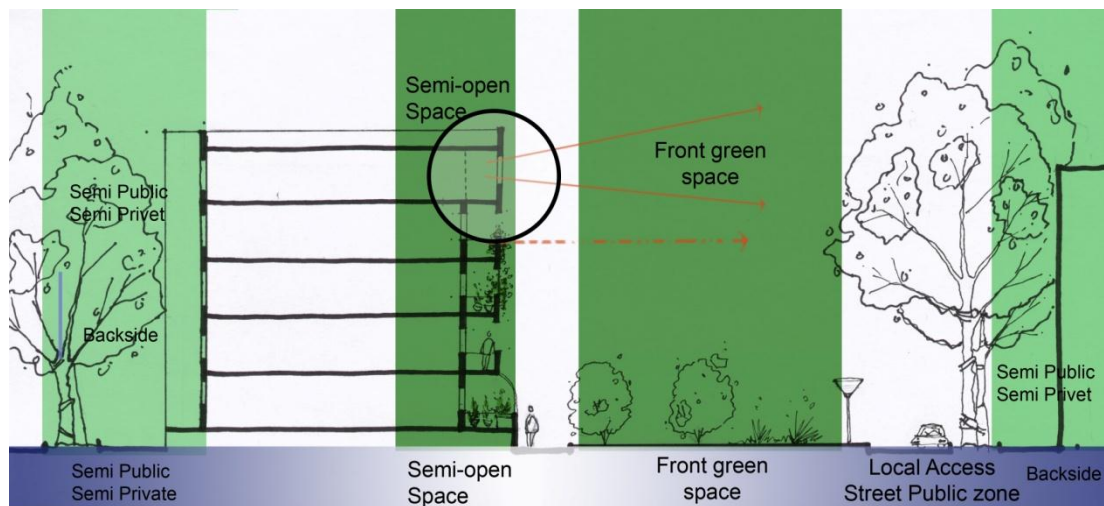 Semi-open
Space
Front green
space
Semi Public
Semi Privet
Backside
Semi Public
Semi Privet
Semi Public
Semi Private
Semi-open
Space
Front green
space
Local Access
Street Public zone
Backside